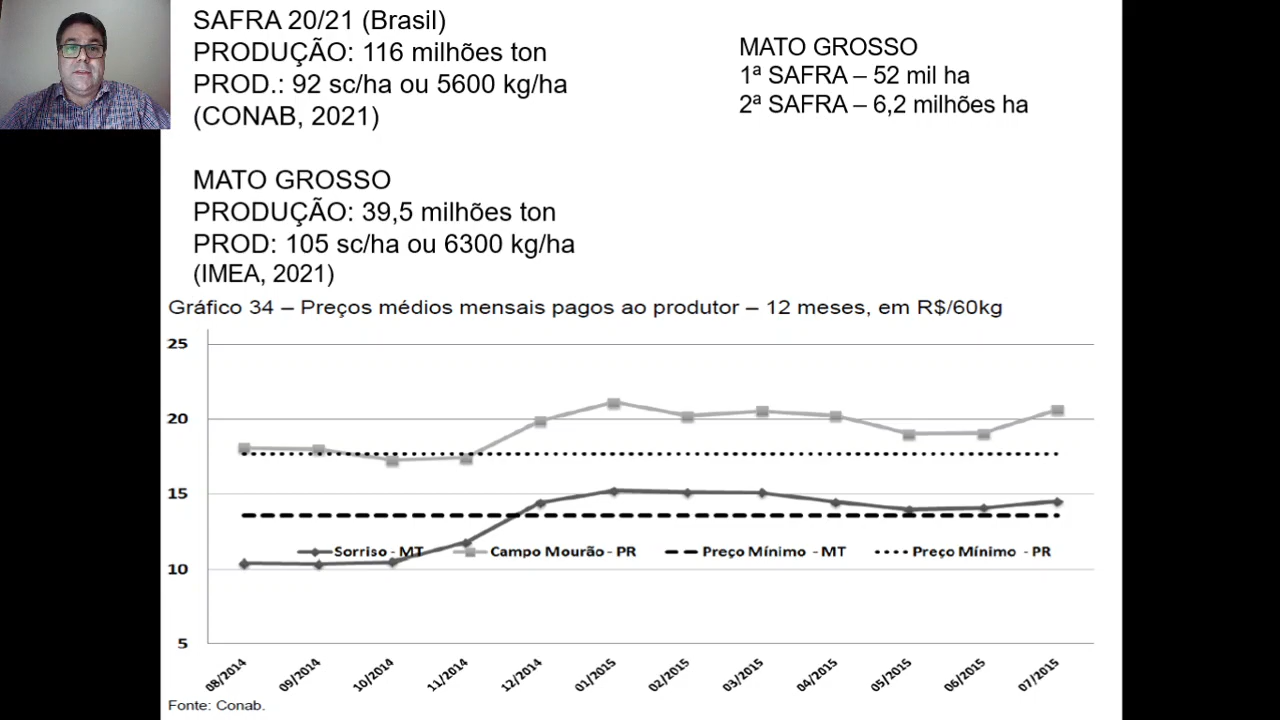 SAFRA 20/21 (Brasil)
PRODUÇÃO: 116 milhões ton
PROD.: 92 sc/ha ou 5600 kg/ha
(CONAB, 2021)
MATO GROSSO
1ª SAFRA – 52 mil ha
2ª SAFRA – 6,2 milhões ha
MATO GROSSO
PRODUÇÃO: 39,5 milhões ton
PROD: 105 sc/ha ou 6300 kg/ha
(IMEA, 2021)
Gráfico 34 – Preços médios mensais pagos ao produtor – 12 meses, em R$/60kg
25
20
15
10
5
Sorriso - MT Campo Mourão - PR Preço Mínimo - MT Preço Mínimo - PR
08/2014 09/2014 10/2014 11/2014 12/2014 01/2015 02/2015 03/2015 04/2015 05/2015 06/2015 07/2015
Fonte: Conab.